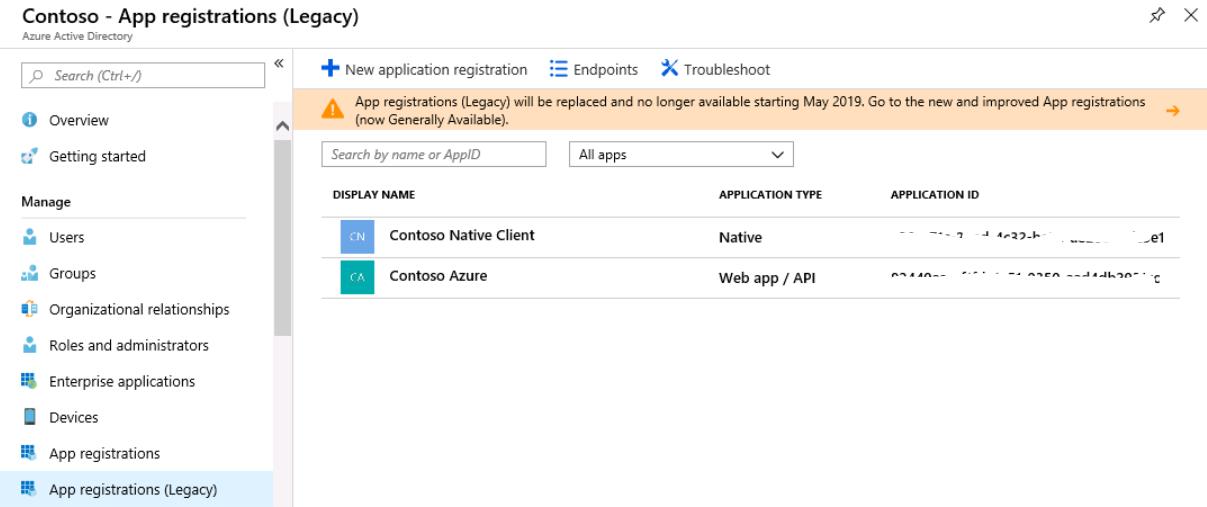 Contoso - App registrations (Legacy)
Azure Active Directory
Search (Ctrl+/)
«
Overview
Getting started
Manage
Users
Groups
Organizational relationships
Roles and administrators
Enterprise applications
Devices
App registrations
App registrations (Legacy)
New application registration Endpoints Troubleshoot
App registrations (Legacy) will be replaced and no longer available starting May 2019. Go to the new and improved App registrations
(now Generally Available).
Search by name or AppID All apps
DISPLAY NAME APPLICATION TYPE APPLICATION ID
CN Contoso Native Client Native
CA Contoso Azure Web app / API